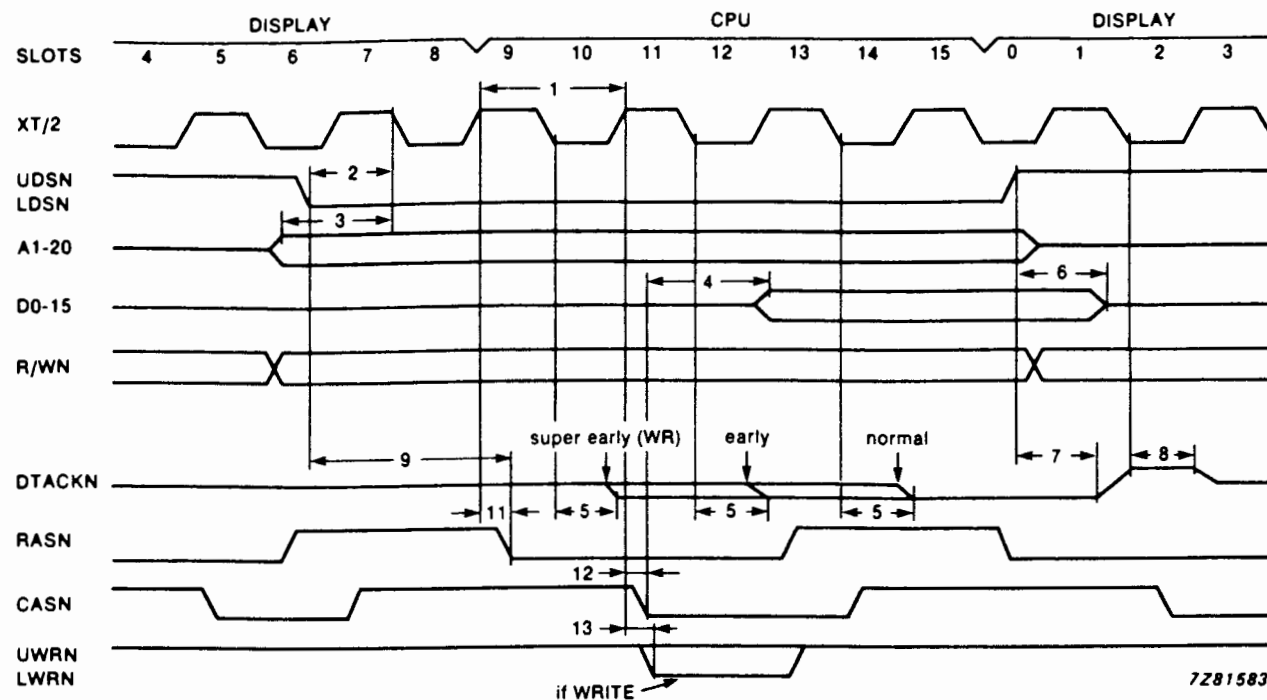 DISPLAY CPU DISPLAY
SLOTS 4 5 6 7 8 9 10 11 12 13 14 15 0 1 2 3
1
XT/2
UDSN 2
LDSN
3
A1-20
4 6
D0-15
R/WN
super early (WR) early normal
9 7 8
DTACKN
11 5 5 5
RASN
12
CASN
13
UWRN
LWRN
if WRITE
7Z81583